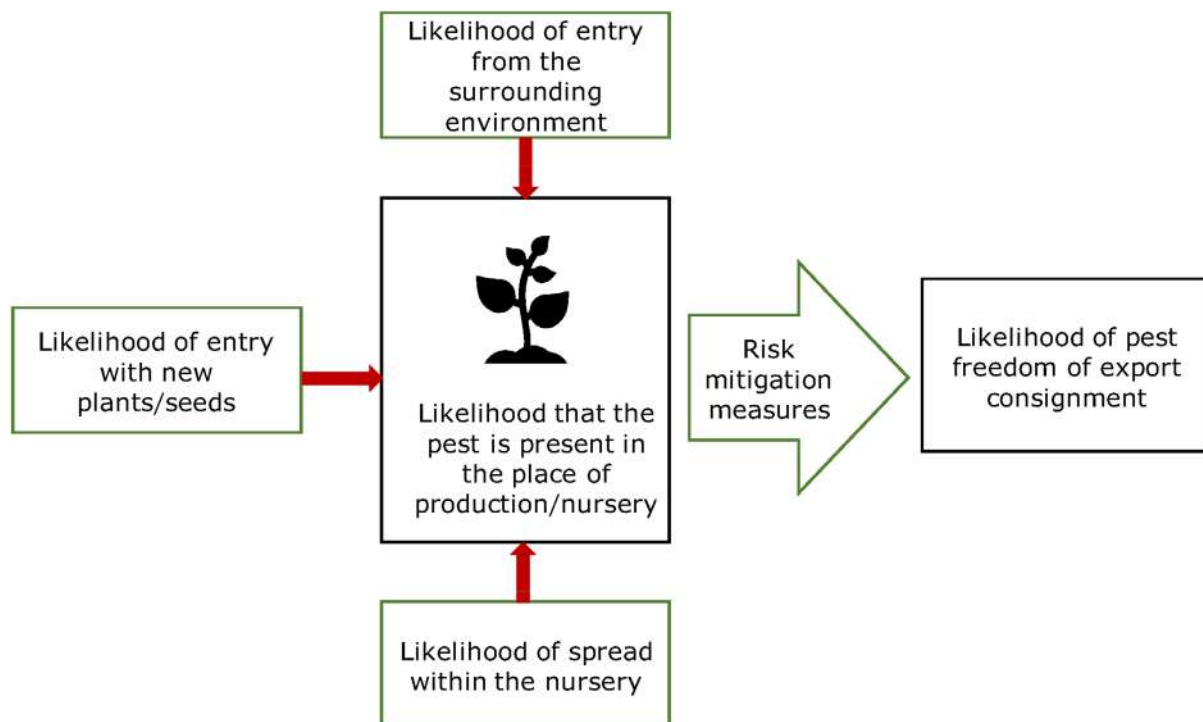 Likelihood of entry
from the
surrounding
environment
Likelihood of entry
with new
plants/seeds
Likelihood that the
pest is present in
the place of
production/nursery
Risk
mitigation
measures
Likelihood of pest
freedom of export
consignment
Likelihood of spread
within the nursery